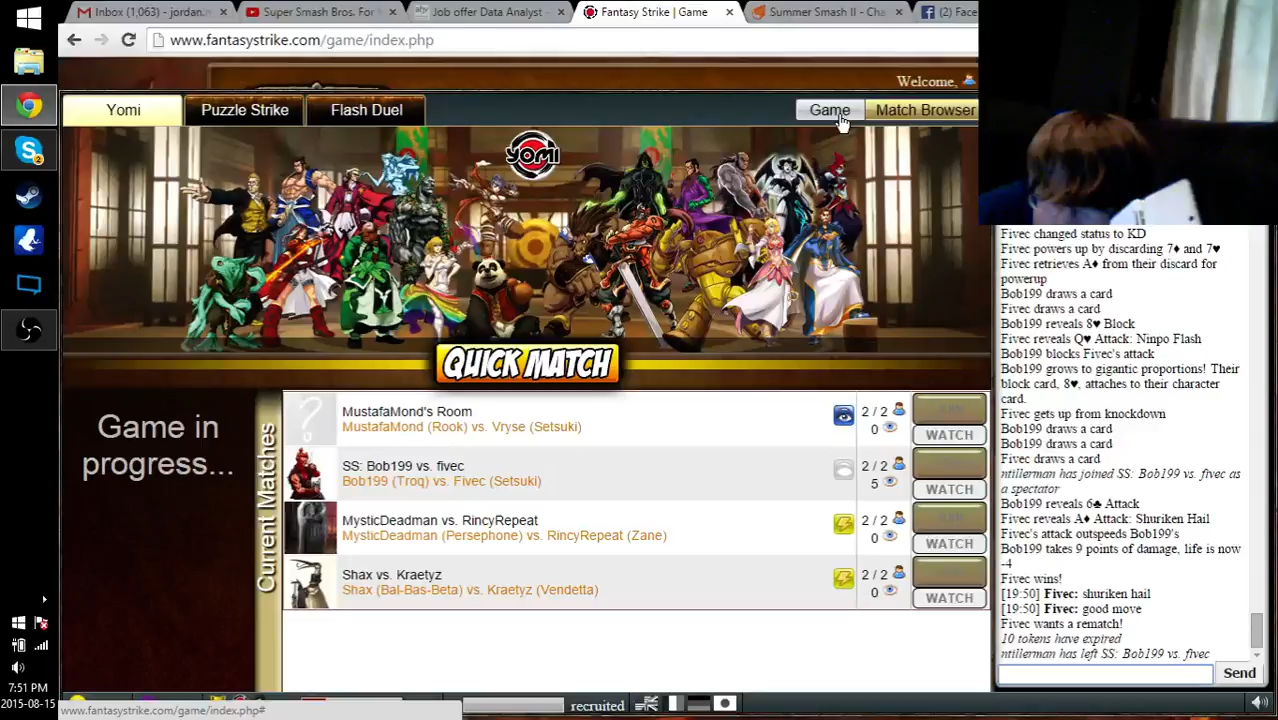 Inbox (1,063) - jordan.n
Super Smash Bros. For
Job offer Data Analyst -
Fantasy Strike | Game
Summer Smash II - Cha
(2) Face
www.fantasystrike.com/game/index.php
Welcome,
Yomi
Puzzle Strike
Flash Duel
Game
Match Browser
YOMI
QUICK MATCH
Game in
progress...
Current Matches
MustafaMond's Room
MustafaMond (Rook) vs. Vryse (Setsuki)
2 / 2
0
WATCH
SS: Bob199 vs. fivec
Bob199 (Troq) vs. Fivec (Setsuki)
2 / 2
5
WATCH
MysticDeadman vs. RincyRepeat
MysticDeadman (Persephone) vs. RincyRepeat (Zane)
2 / 2
0
WATCH
Shax vs. Kraetyz
Shax (Bal-Bas-Beta) vs. Kraetyz (Vendetta)
2 / 2
0
WATCH
Fivec changed status to KD
Fivec powers up by discarding 7♦ and 7♥
Fivec retrieves A♦ from their discard for
powerup
Bob199 draws a card
Fivec draws a card
Bob199 reveals 8♥ Block
Fivec reveals Q♥ Attack: Ninpo Flash
Bob199 blocks Fivec's attack
Bob199 grows to gigantic proportions! Their
block card, 8♥, attaches to their character
card.
Fivec gets up from knockdown
Bob199 draws a card
Bob199 draws a card
Fivec draws a card
ntillerman has joined SS: Bob199 vs. fivec as
a spectator
Bob199 reveals 6♣ Attack
Fivec reveals A♦ Attack: Shuriken Hail
Fivec's attack outspeeds Bob199's
Bob199 takes 9 points of damage, life is now
-4
Fivec wins!
[19:50] Fivec: shuriken hail
[19:50] Fivec: good move
Fivec wants a rematch!
10 tokens have expired
ntillerman has left SS: Bob199 vs. fivec
Send
recruited
www.fantasystrike.com/game/index.php#
2
7:51 PM
2015-08-15